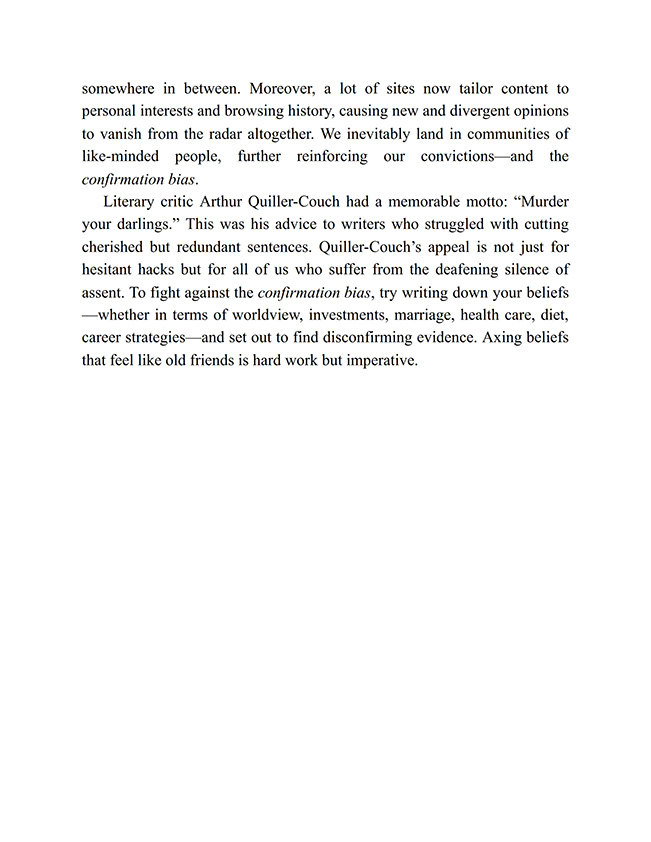 somewhere in between. Moreover, a lot of sites now tailor content to
personal interests and browsing history, causing new and divergent opinions
to vanish from the radar altogether. We inevitably land in communities of
like-minded people, further reinforcing our convictions—and the
confirmation bias.
Literary critic Arthur Quiller-Couch had a memorable motto: “Murder
your darlings.” This was his advice to writers who struggled with cutting
cherished but redundant sentences. Quiller-Couch’s appeal is not just for
hesitant hacks but for all of us who suffer from the deafening silence of
assent. To fight against the confirmation bias, try writing down your beliefs
—whether in terms of worldview, investments, marriage, health care, diet,
career strategies—and set out to find disconfirming evidence. Axing beliefs
that feel like old friends is hard work but imperative.